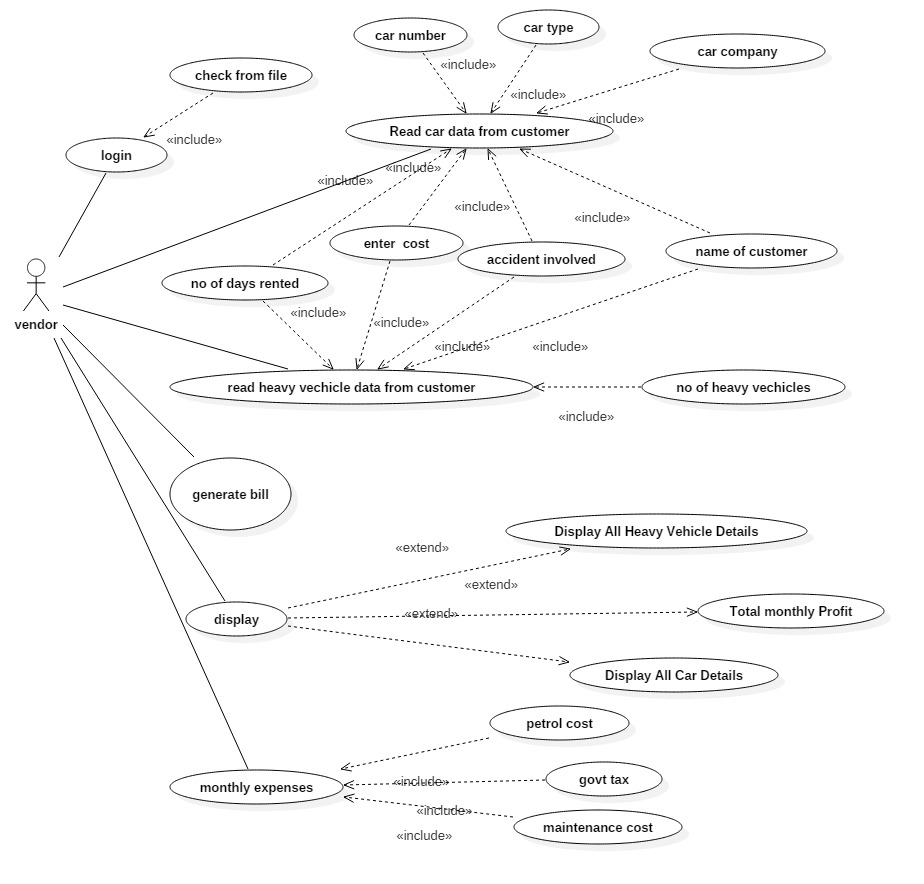 car number
car type
car company
«include»
check from file
«include»
«include»
Read car data from customer
«include»
login
«include»
«include»
«include»
«include»
enter  cost
name of customer
accident involved
no of days rented
vendor
«include»
«include»
«include»
«include»
read heavy vechicle data from customer
no of heavy vechicles
«include»
generate bill
Display All Heavy Vehicle Details
«extend»
«extend»
Total monthly Profit
«extend»
display
Display All Car Details
petrol cost
govt tax
«include»
monthly expenses
«include»
maintenance cost
«include»